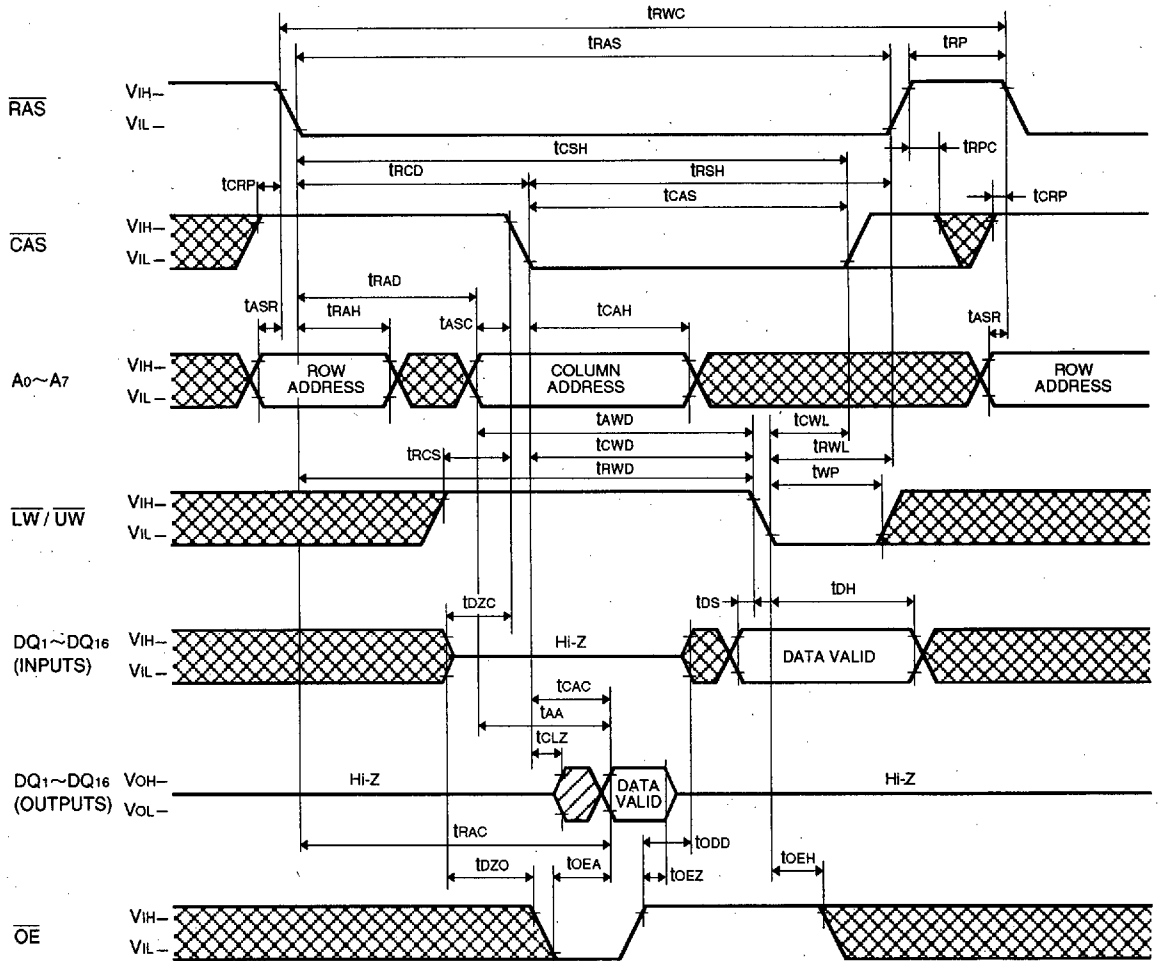 tRWC
tRAS
tRP
RAS
VIH
VIL
tRPC
tCSH
tRCD
tRSH
tCRP
tCAS
tCRP
CAS
VIH
VIL
tRAD
tASR
tRAH
tASC
tCAH
tASR
A0~A7
VIH
VIL
ROW ADDRESS
COLUMN ADDRESS
ROW ADDRESS
tAWD
tCWL
tRCS
tCWD
tRWL
tRWD
tWP
LW / UW
VIH
VIL
tDZC
tDS
tDH
DQ1~DQ16
(INPUTS)
VIH
VIL
Hi-Z
DATA VALID
tCAC
tAA
tCLZ
DQ1~DQ16
(OUTPUTS)
VOH
VOL
Hi-Z
DATA VALID
Hi-Z
tRAC
tODD
tDZO
tOEA
tOEZ
tOEH
OE
VIH
VIL